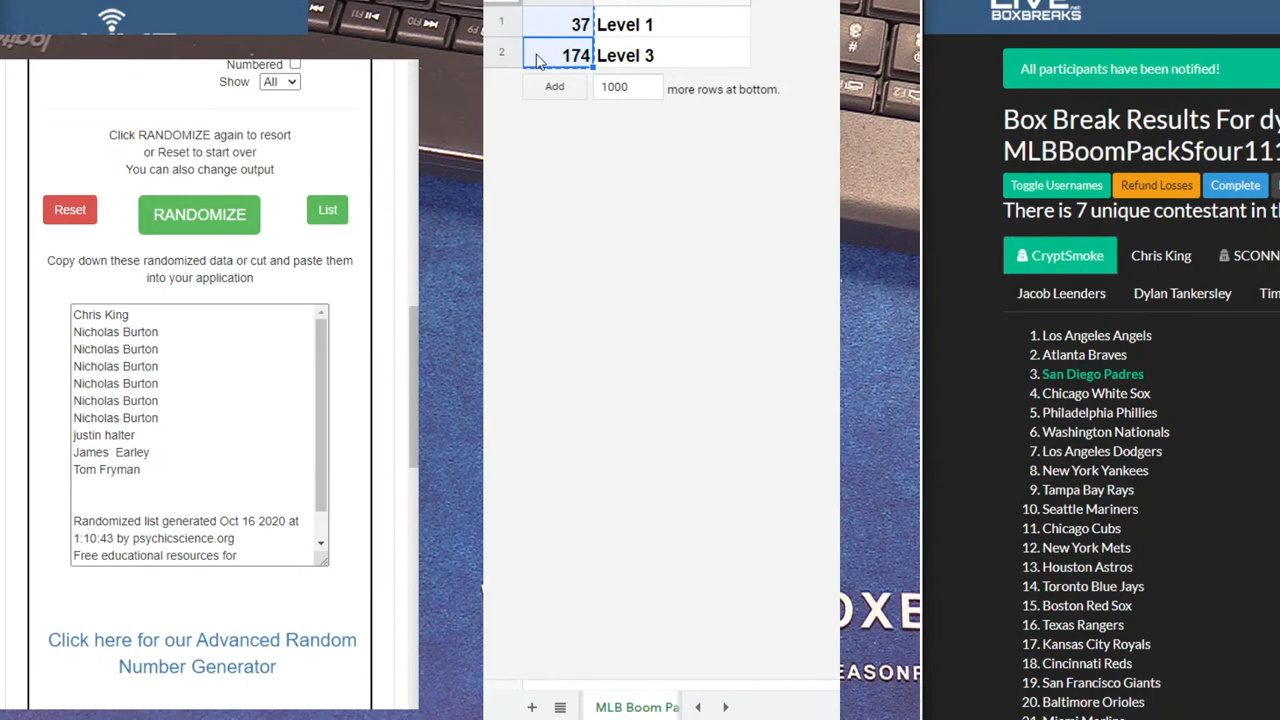 Numbered
Show All
Click RANDOMIZE again to resort
or Reset to start over
You can also change output
Reset
RANDOMIZE
List
Copy down these randomized data or cut and paste them
into your application
Chris King
Nicholas Burton
Nicholas Burton
Nicholas Burton
Nicholas Burton
Nicholas Burton
Nicholas Burton
justin halter
James Earley
Tom Fryman
Randomized list generated Oct 16 2020 at
1:10:43 by psychicscience.org
Free educational resources for
Click here for our Advanced Random
Number Generator
1 37 Level 1
2 174 Level 3
Add 1000 more rows at bottom.
MLB Boom Pa
BOXBREAKS
All participants have been notified!
Box Break Results For
MLBBoomPackSfour111
Toggle Usernames
Refund Losses
Complete
There is 7 unique contestant in
CryptSmoke
Chris King
SCONN
Jacob Leenders
Dylan Tankersley
Tim
1. Los Angeles Angels
2. Atlanta Braves
3. San Diego Padres
4. Chicago White Sox
5. Philadelphia Phillies
6. Washington Nationals
7. Los Angeles Dodgers
8. New York Yankees
9. Tampa Bay Rays
10. Seattle Mariners
11. Chicago Cubs
12. New York Mets
13. Houston Astros
14. Toronto Blue Jays
15. Boston Red Sox
16. Texas Rangers
17. Kansas City Royals
18. Cincinnati Reds
19. San Francisco Giants
20. Baltimore Orioles
21. Miami Marlins